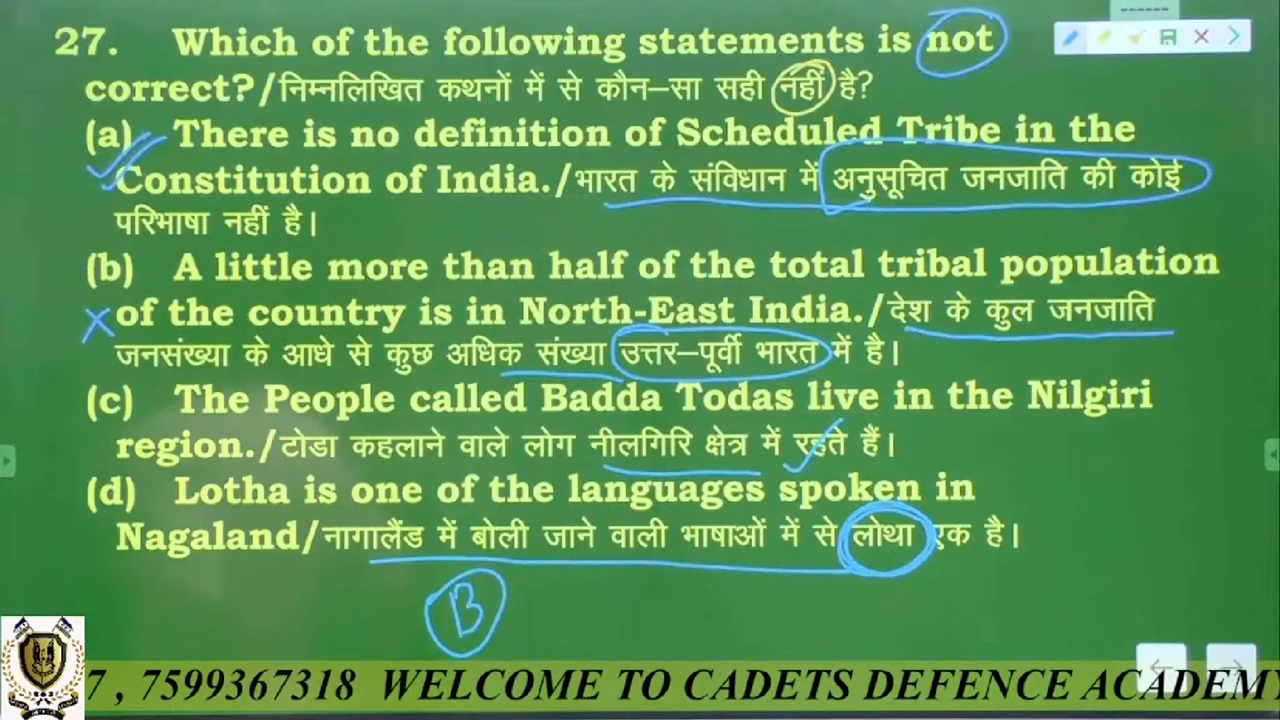 ------
27. Which of the following statements is not
correct?/निम्नलिखित कथनों में से कौन–सा सही नहीं है?
(a) There is no definition of Scheduled Tribe in the
Constitution of India./भारत के संविधान में अनुसूचित जनजाति की कोई
परिभाषा नहीं है।
(b) A little more than half of the total tribal population
of the country is in North-East India./देश के कुल जनजाति
जनसंख्या के आधे से कुछ अधिक संख्या उत्तर–पूर्वी भारत में है।
(c) The People called Badda Todas live in the Nilgiri
region./टोडा कहलाने वाले लोग नीलगिरि क्षेत्र में रहते हैं।
(d) Lotha is one of the languages spoken in
Nagaland/नागालैंड में बोली जाने वाली भाषाओं में से लोथा एक है।
B
7 , 7599367318 WELCOME TO CADETS DEFENCE ACADEMY